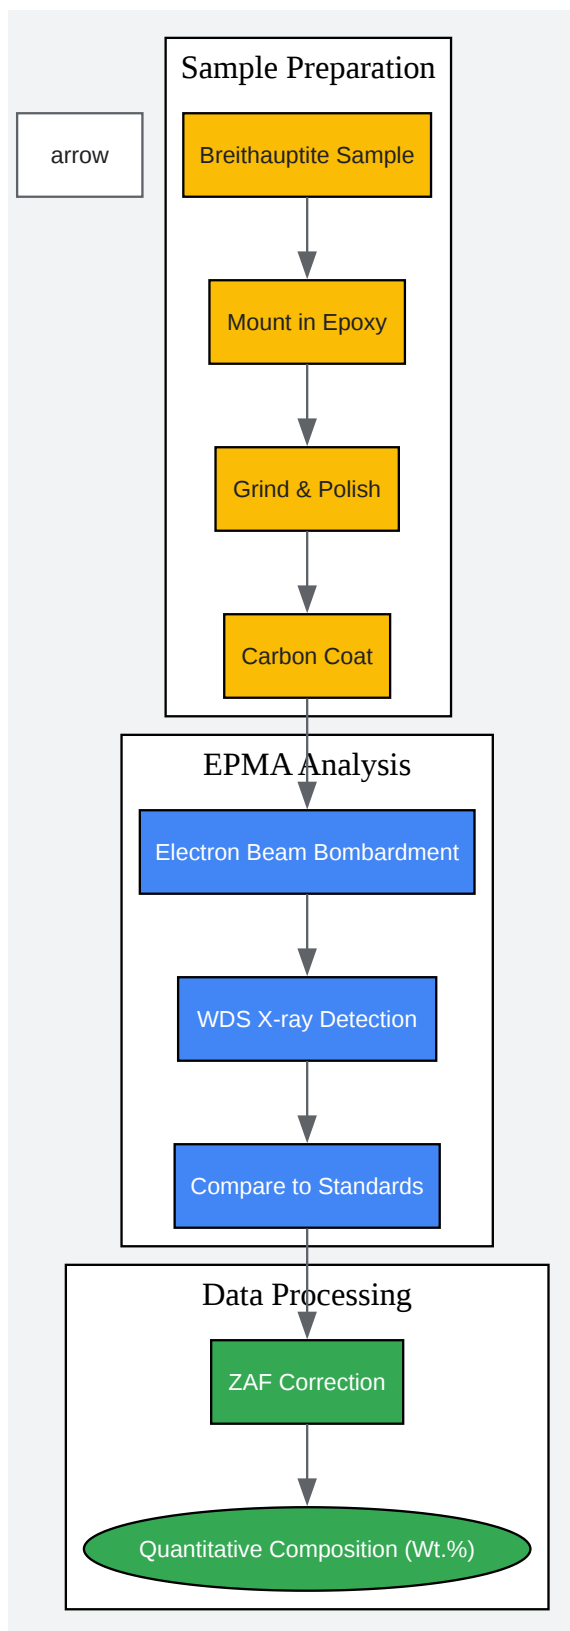 Sample Preparation
arrow
Breithauptite Sample
Mount in Epoxy
Grind & Polish
Carbon Coat
EPMA Analysis
Electron Beam Bombardment
WDS X-ray Detection
Compare to Standards
Data Processing
ZAF Correction
Quantitative Composition (Wt.%)